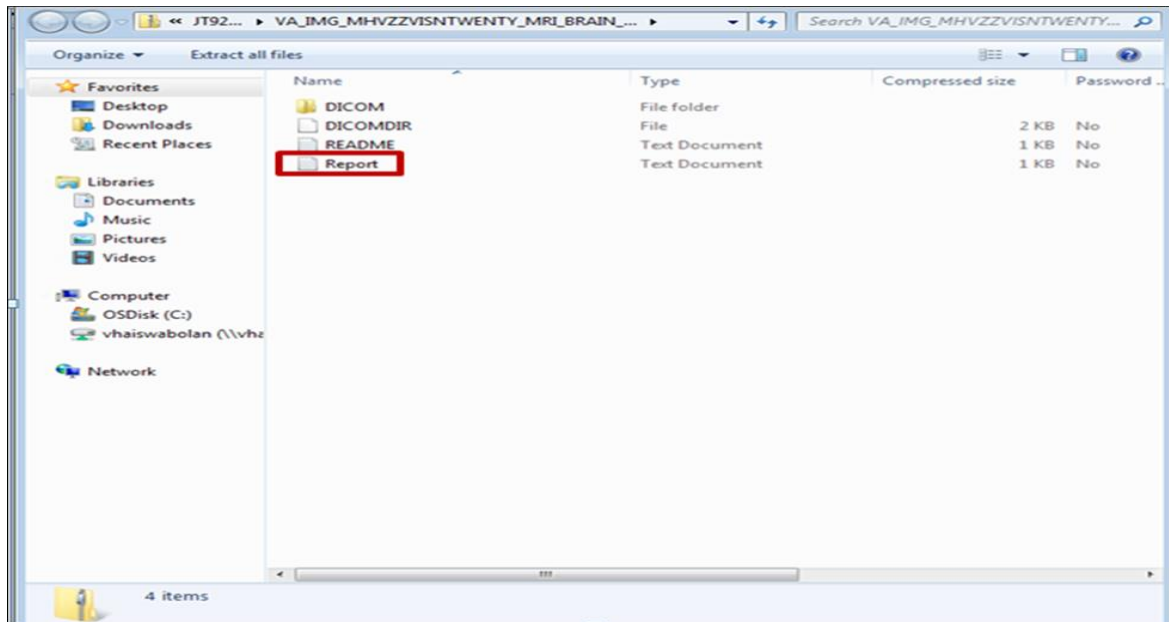 « JT92... ▸ VA_IMG_MHVZZVISNTWENTY_MRI_BRAIN_... ▸ Search VA_IMG_MHVZZVISNTWENTY...
Organize Extract all files
Name Type Compressed size Password ..
Favorites
Desktop
Downloads
Recent Places
Libraries
Documents
Music
Pictures
Videos
Computer
OSDisk (C:)
vhaiswabolan (\\vha
Network
DICOM File folder
DICOMDIR File 2 KB No
README Text Document 1 KB No
Report Text Document 1 KB No
4 items